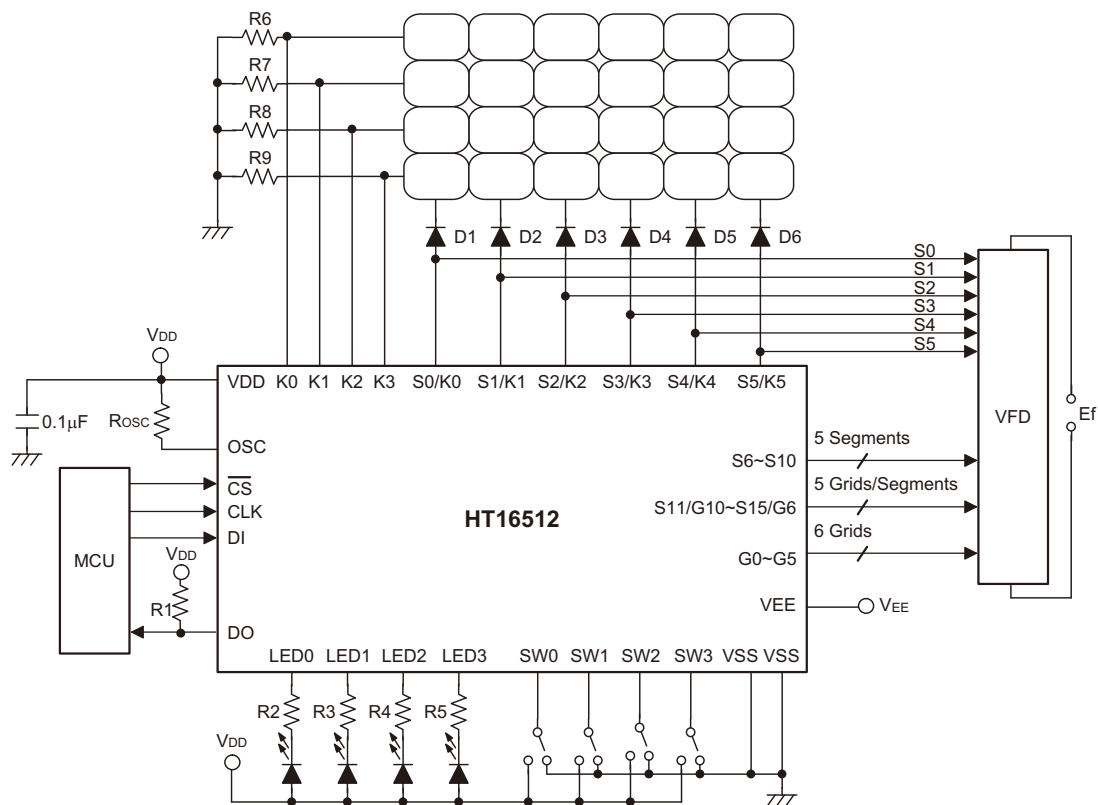 R6
R7
R8
R9
D1 D2 D3 D4 D5 D6
S0
S1
S2
S3
S4
S5
VDD
VDD K0 K1 K2 K3 S0/K0 S1/K1 S2/K2 S3/K3 S4/K4 S5/K5
0.1μF
ROSC
OSC
VFD
Ef
5 Segments
S6~S10
CS
5 Grids/Segments
S11/G10~S15/G6
CLK
HT16512
DI
6 Grids
G0~G5
MCU
VDD
R1
VEE
VEE
DO
LED0 LED1 LED2 LED3 SW0 SW1 SW2 SW3 VSS VSS
R2 R3 R4 R5
VDD